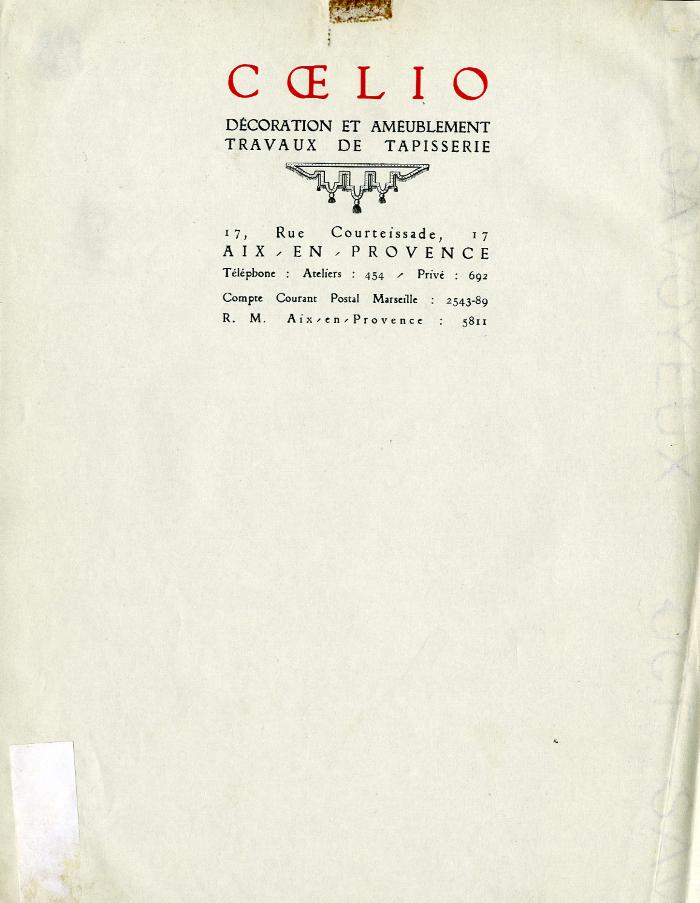 CŒLIO
DÉCORATION ET AMEUBLEMENT
TRAVAUX DE TAPISSERIE
17, Rue Courteissade, 17
AIX-EN-PROVENCE
Téléphone : Ateliers : 454 - Privé : 692
Compte Courant Postal Marseille : 2543-89
R. M. Aix-en-Provence : 5811